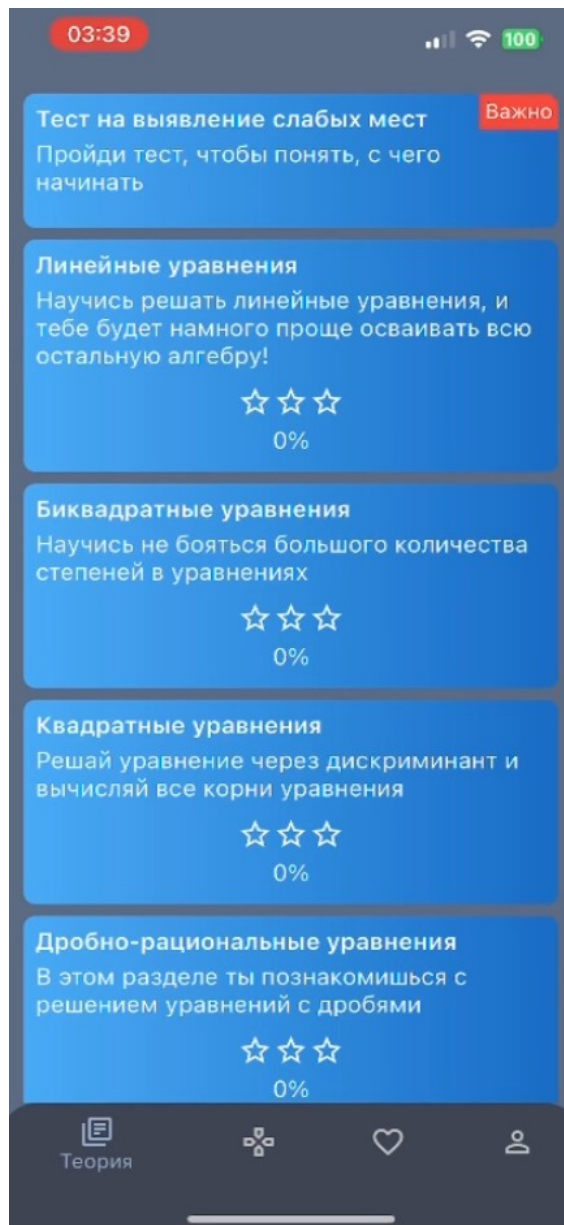 03:39
100
Тест на выявление слабых мест
Важно
Пройди тест, чтобы понять, с чего
начинать
Линейные уравнения
Научись решать линейные уравнения, и
тебе будет намного проще осваивать всю
остальную алгебру!
0%
Биквадратные уравнения
Научись не бояться большого количества
степеней в уравнениях
0%
Квадратные уравнения
Решай уравнение через дискриминант и
вычисляй все корни уравнения
0%
Дробно-рациональные уравнения
В этом разделе ты познакомишься с
решением уравнений с дробями
0%
Теория